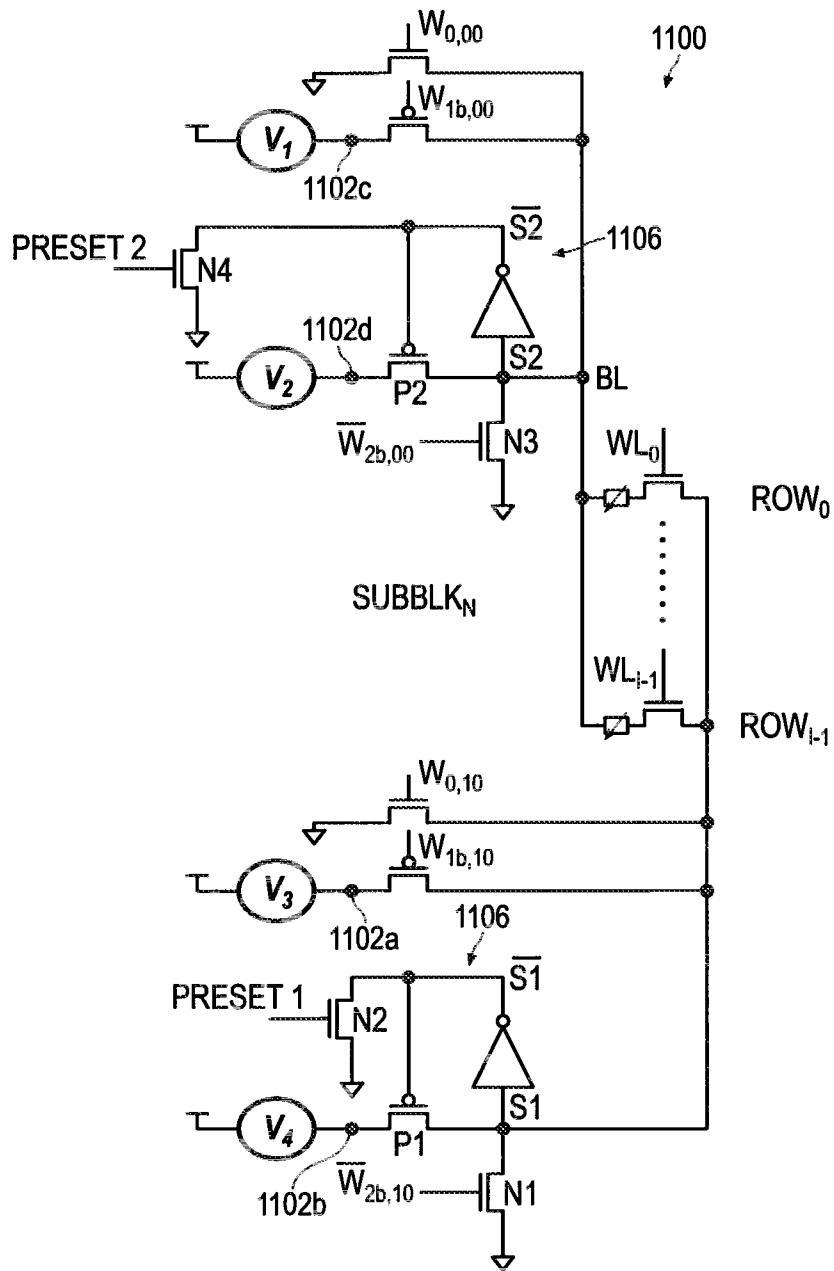 W0,00
1100
W1b,00
V1
1102c
S2
1106
PRESET 2
N4
1102d
S2
V2
P2
BL
W2b,00
N3
WL0
ROW0
SUBBLKN
WLi-1
ROWi-1
W0,10
W1b,10
V3
1102a
1106
S1
PRESET 1
N2
S1
V4
P1
1102b
W2b,10
N1